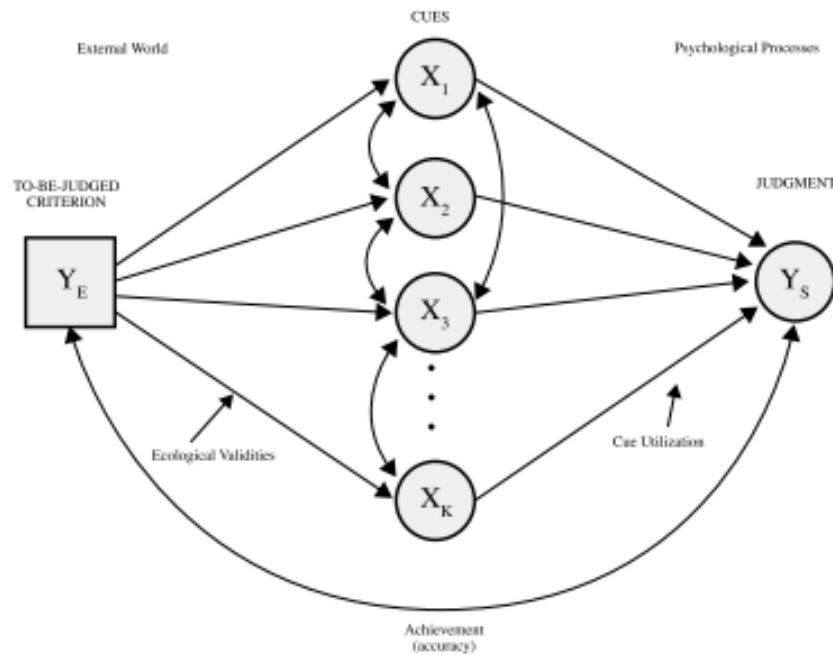 CUES
External World
Psychological Processes
X1
TO-BE-JUDGED
CRITERION
JUDGMENT
X2
YE
YS
X3
Ecological Validities
Cue Utilization
XK
Achievement
(accuracy)